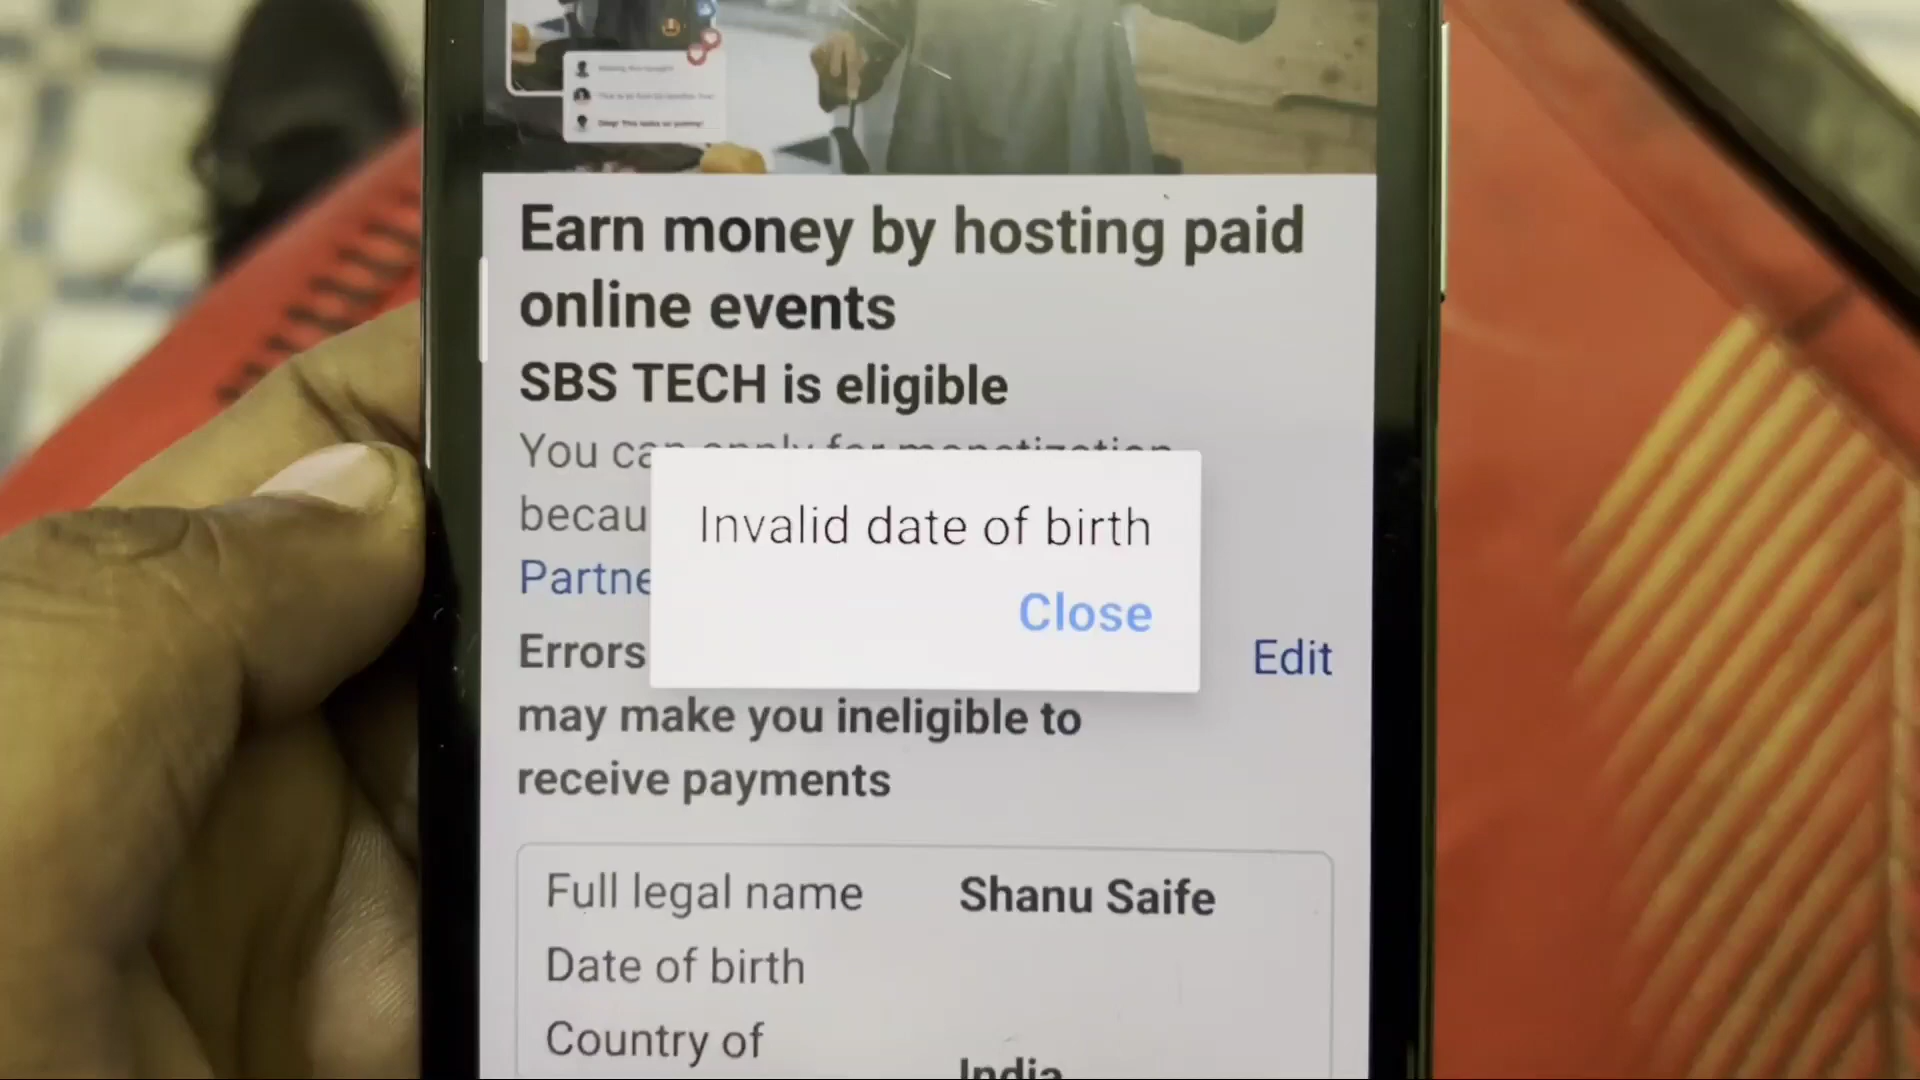 Earn money by hosting paid
online events
SBS TECH is eligible
You can apply for monetization
becau
Partne
Invalid date of birth
Close
Errors
Edit
may make you ineligible to
receive payments
Full legal name Shanu Saife
Date of birth
Country of
India